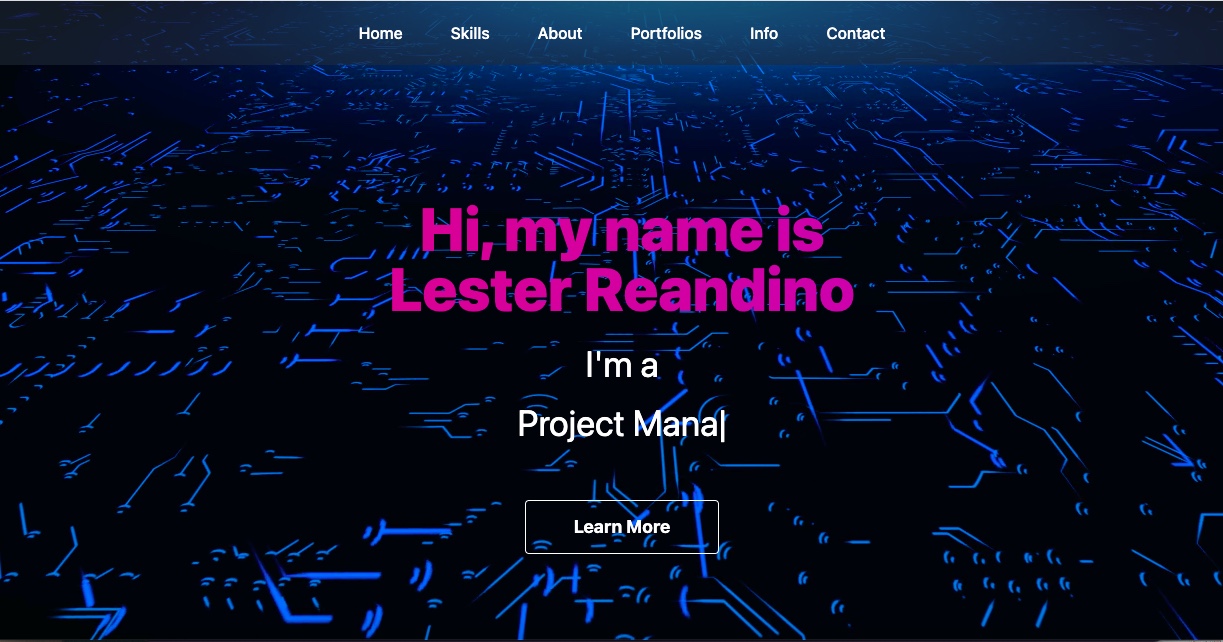 Home Skills About Portfolios Info Contact
Hi, my name is
Lester Reandino
I'm a
Project Mana|
Learn More